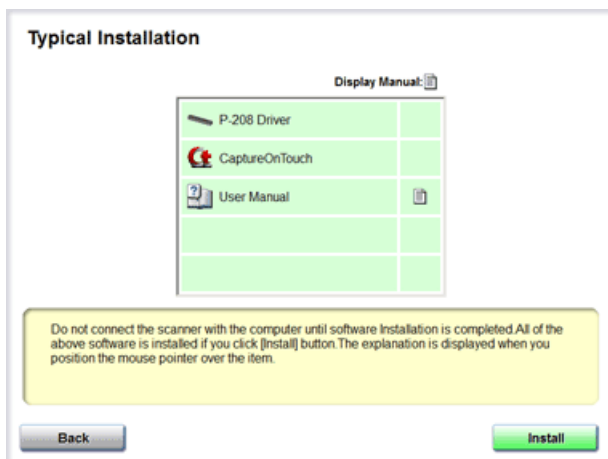 Typical Installation
Display Manual:
P-208 Driver
CaptureOnTouch
User Manual
Do not connect the scanner with the computer until software Installation is completed.All of the
above software is installed if you click [Install] button.The explanation is displayed when you
position the mouse pointer over the item.
Back
Install